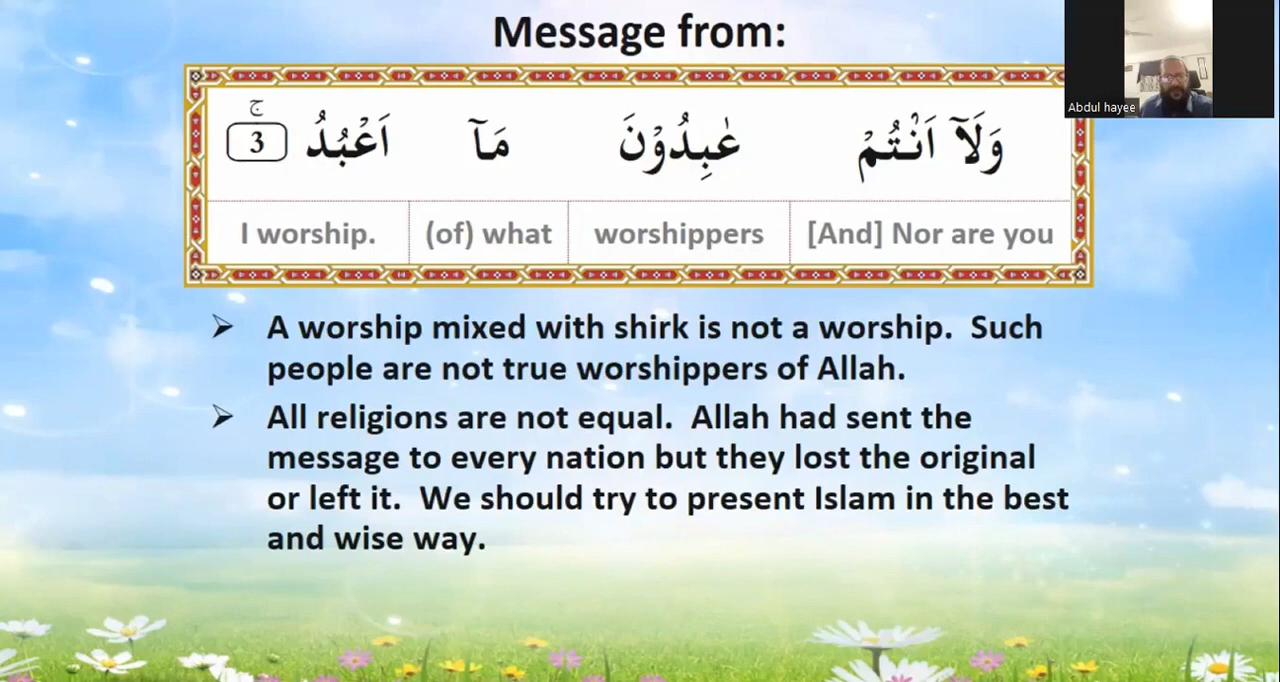 Message from:
Abdul hayee
وَلَآ اَنْتُمْ عٰبِدُوْنَ مَآ اَعْبُدُ ۚ 3
[And] Nor are you worshippers (of) what I worship.
➢ A worship mixed with shirk is not a worship. Such
people are not true worshippers of Allah.
➢ All religions are not equal. Allah had sent the
message to every nation but they lost the original
or left it. We should try to present Islam in the best
and wise way.